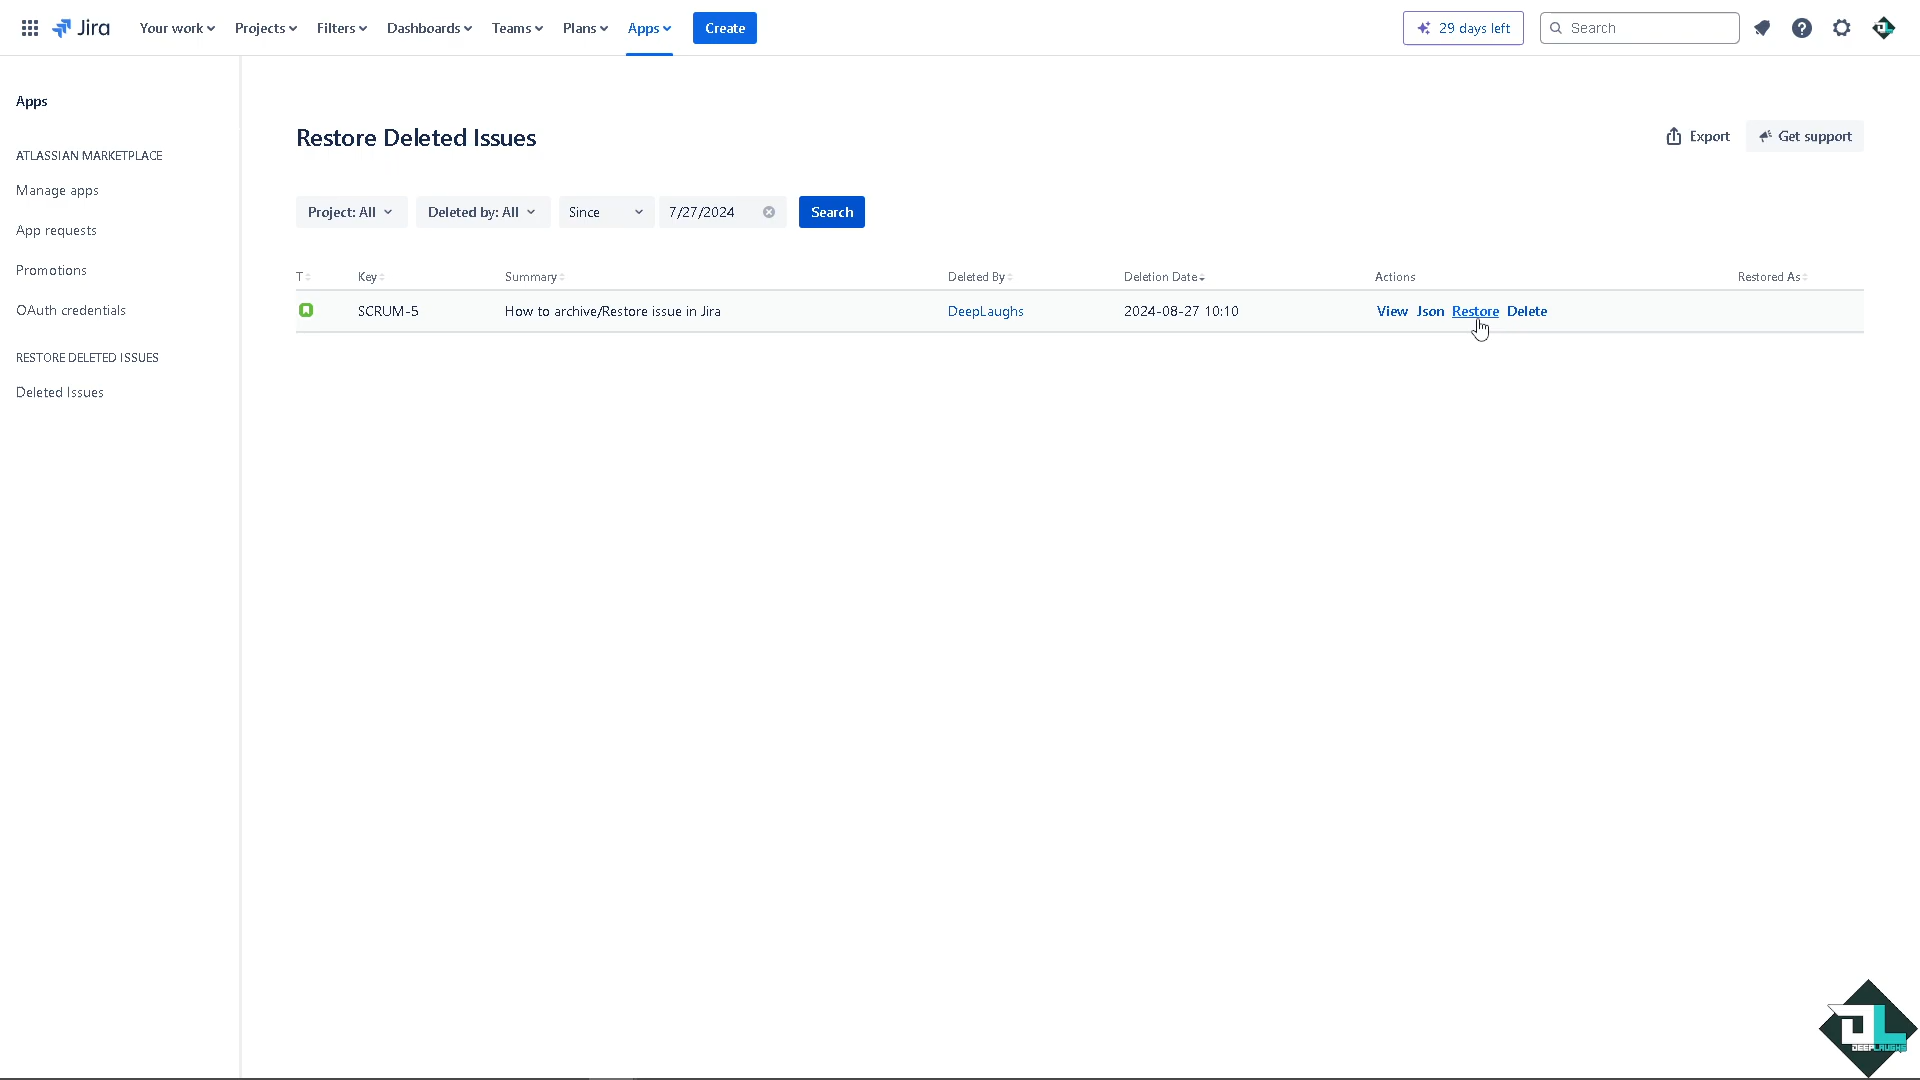 Jira Your work Projects Filters Dashboards Teams Plans Apps Create 29 days left Search
Apps
ATLASSIAN MARKETPLACE
Manage apps
App requests
Promotions
OAuth credentials
RESTORE DELETED ISSUES
Deleted Issues
Restore Deleted Issues Export Get support
Project: All Deleted by: All Since 7/27/2024 Search
T Key Summary Deleted By Deletion Date Actions Restored As
SCRUM-5 How to archive/Restore issue in Jira DeepLaughs 2024-08-27 10:10 View Json Restore Delete
DL
DEEPLAUGHS